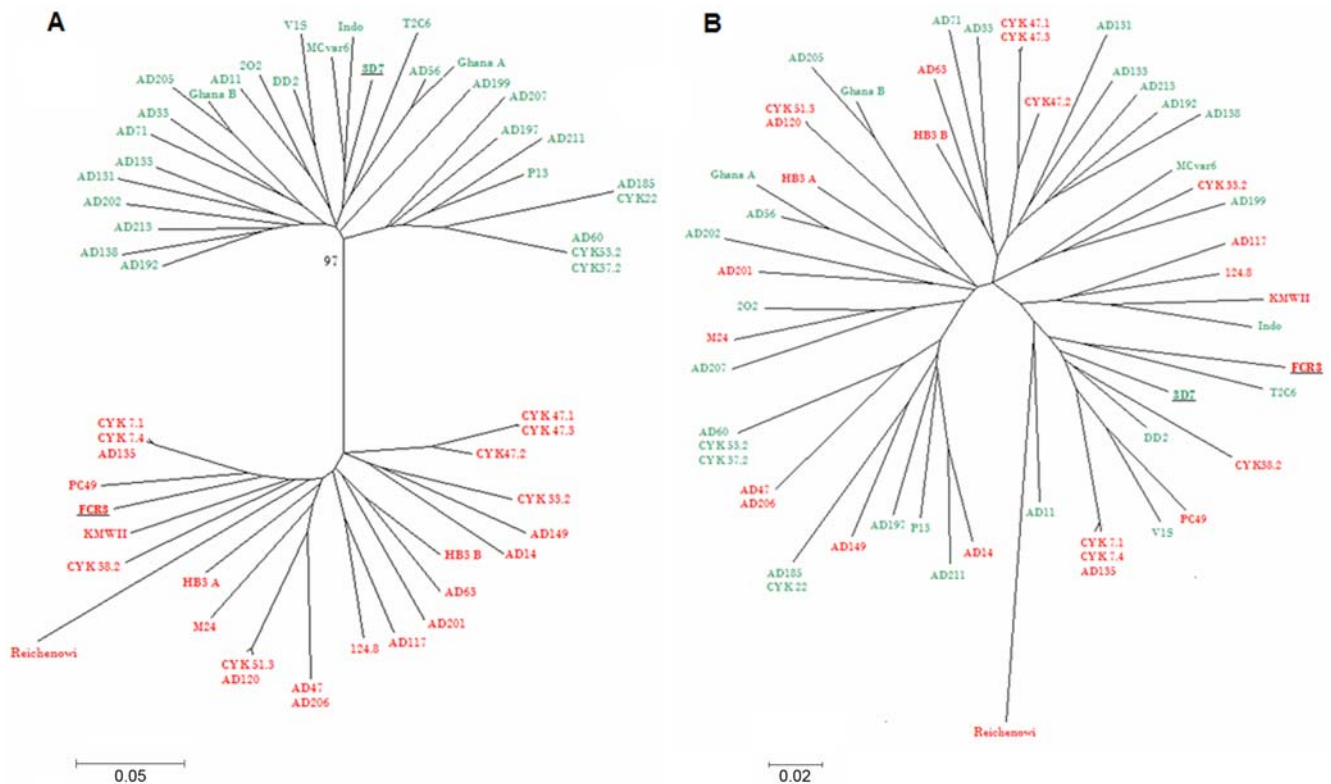 A
V1S
Indo
T2C6
MCvar6
2O2
3D7
AD205
AD11
DD2
AD56
Ghana A
Ghana B
AD199
AD33
AD207
AD71
AD197
AD211
AD133
P13
AD131
AD185
CYK22
AD202
AD213
AD60
CYK53.2
CYK37.2
AD138
AD192
97
CYK 7.1
CYK 7.4
AD135
CYK 47.1
CYK 47.3
CYK47.2
PC49
FCR3
CYK 33.2
KMWII
AD149
CYK 38.2
HB3 B
AD14
HB3 A
AD63
M24
AD201
AD117
124.8
Reichenowi
CYK 51.3
AD120
AD47
AD206
0.05
B
AD71
AD33
CYK 47.1
CYK 47.3
AD131
AD205
AD63
AD133
AD213
CYK 51.3
AD120
Ghana B
CYK47.2
AD192
AD138
HB3 B
MCvar6
Ghana A
HB3 A
CYK 33.2
AD199
AD56
AD202
AD117
AD201
124.8
2O2
KMWII
M24
Indo
AD207
FCR3
3D7
T2C6
AD60
CYK 53.2
CYK 37.2
DD2
CYK38.2
AD47
AD206
AD197
P13
AD11
V1S
PC49
AD149
AD14
CYK 7.1
CYK 7.4
AD135
AD185
CYK 22
AD211
Reichenowi
0.02